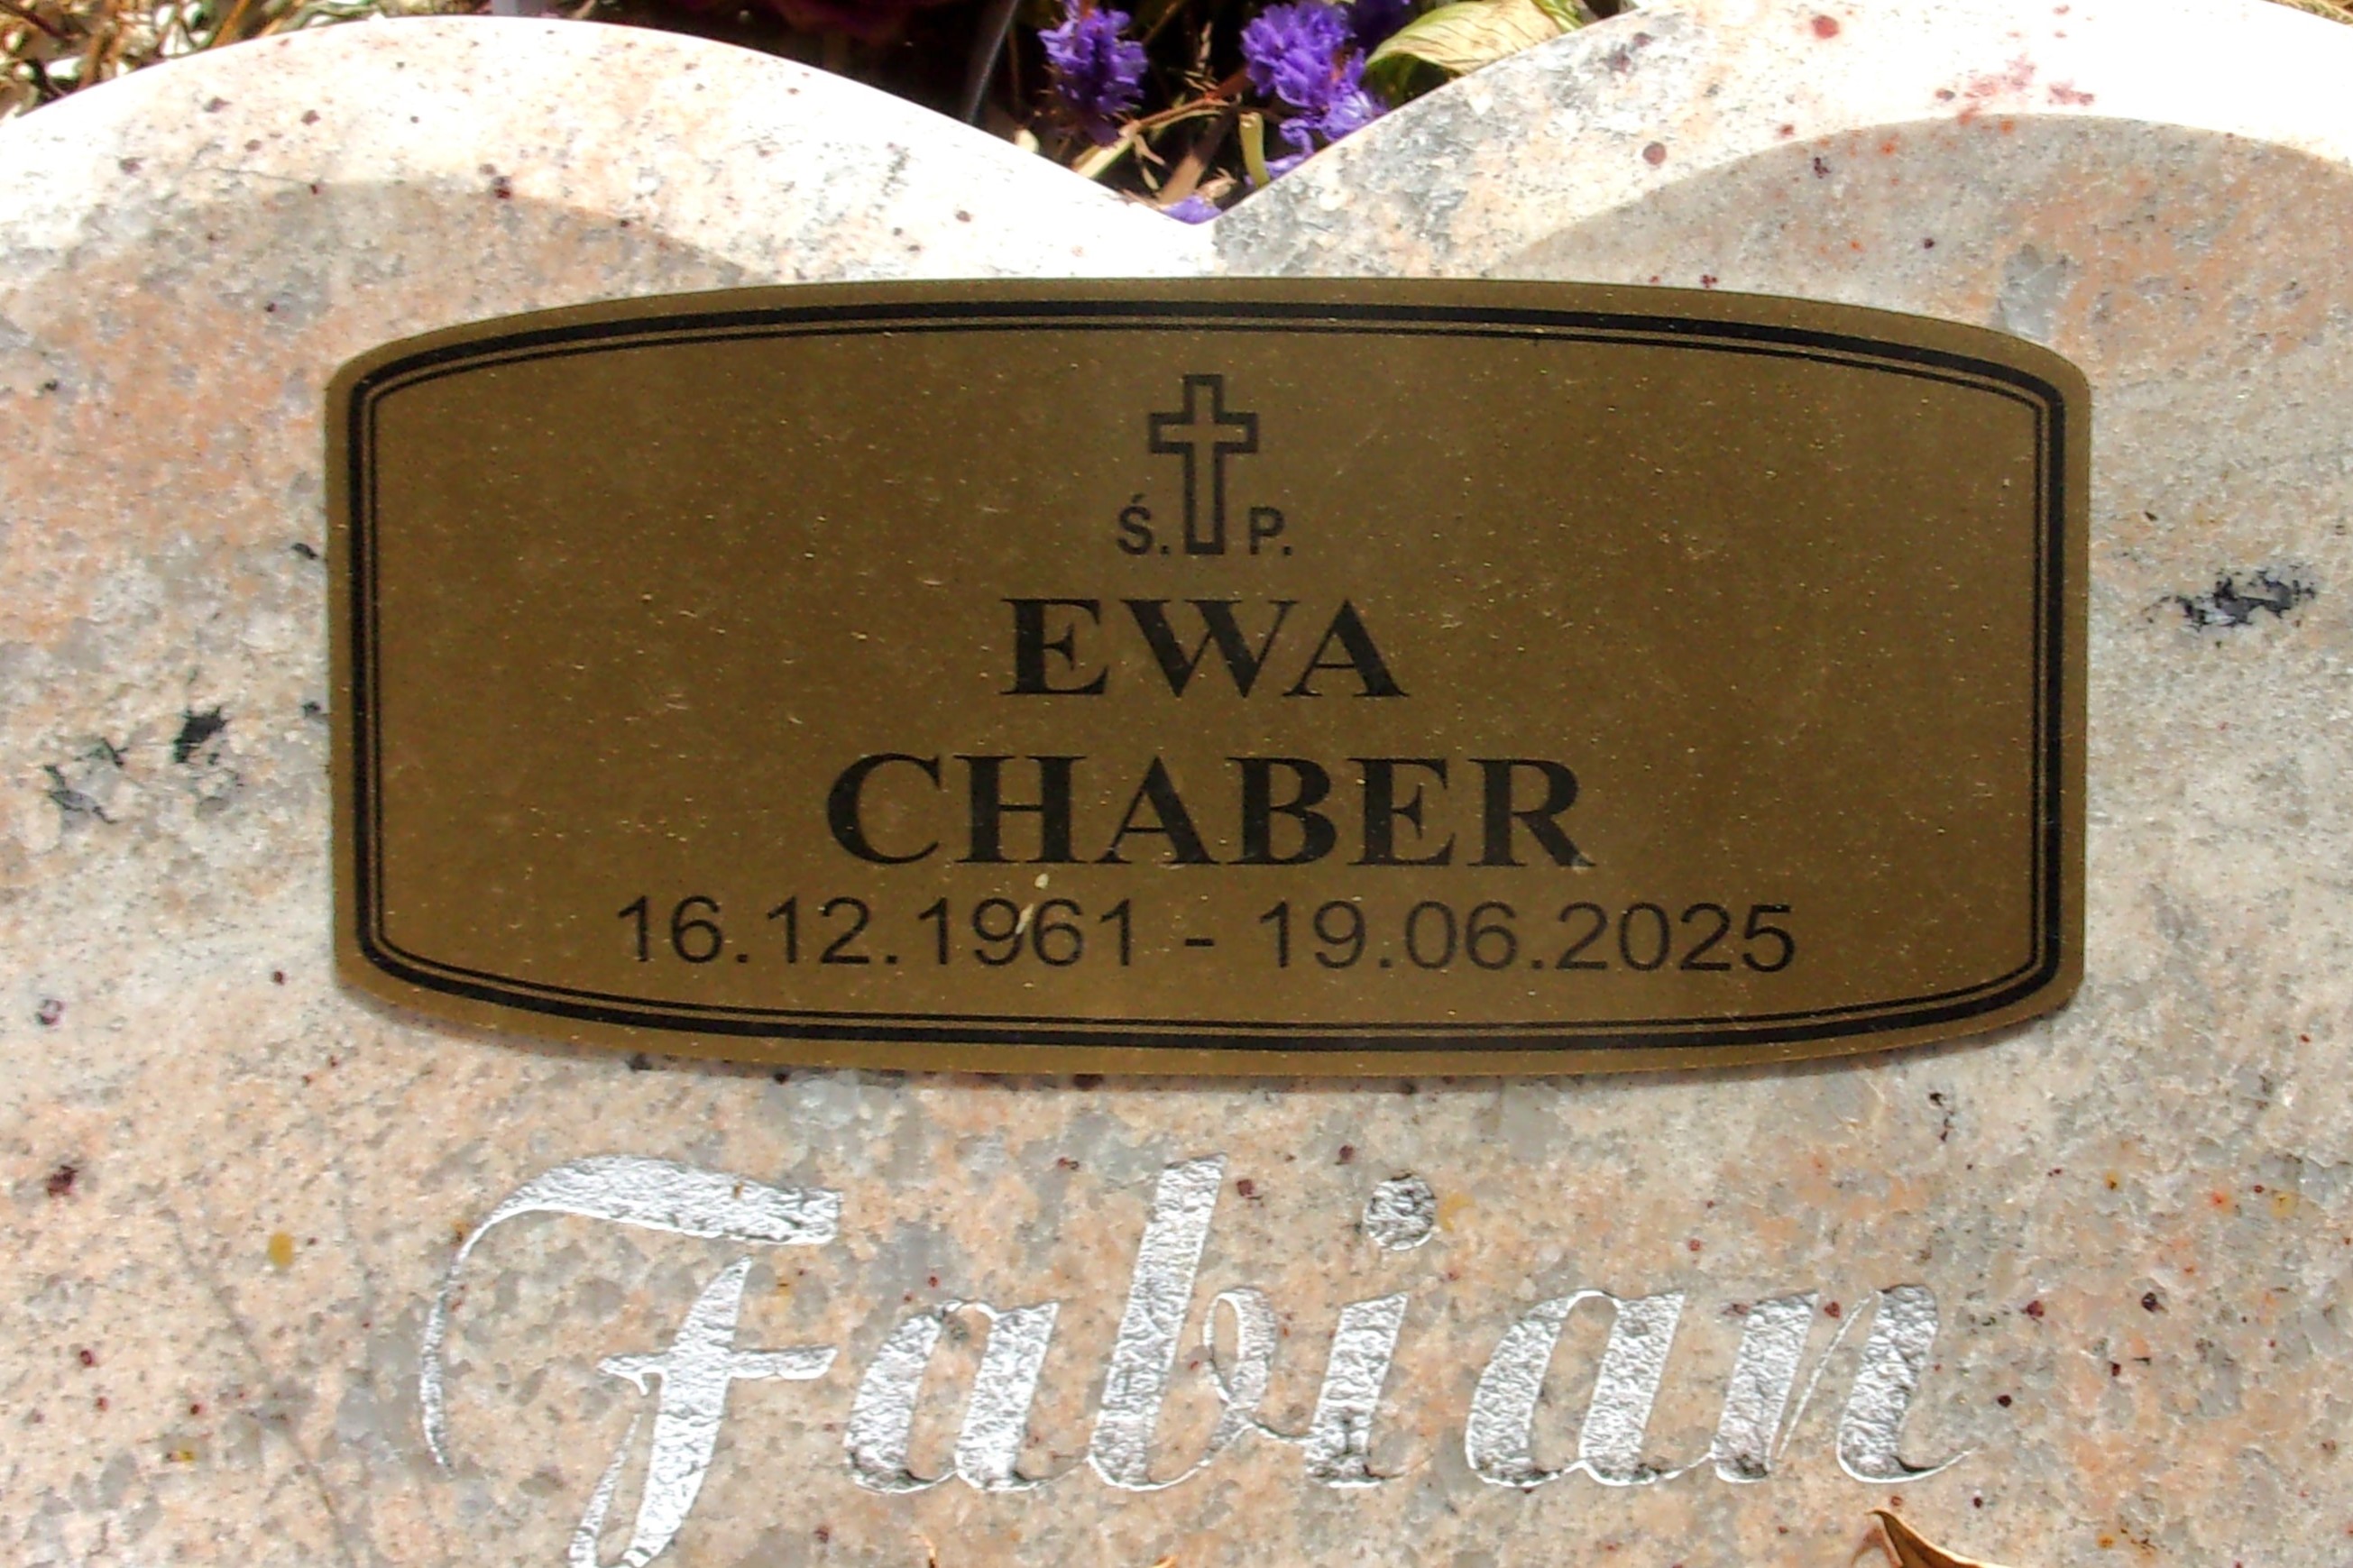 Ś. P.
EWA
CHABER
16.12.1961 - 19.06.2025
Fabian